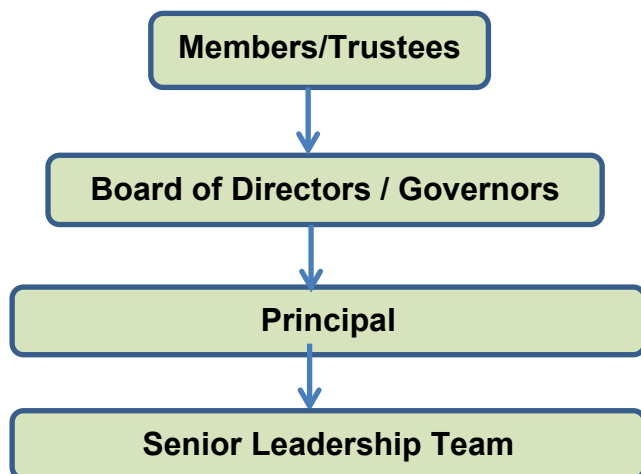 Members/Trustees
Board of Directors / Governors
Principal
Senior Leadership Team